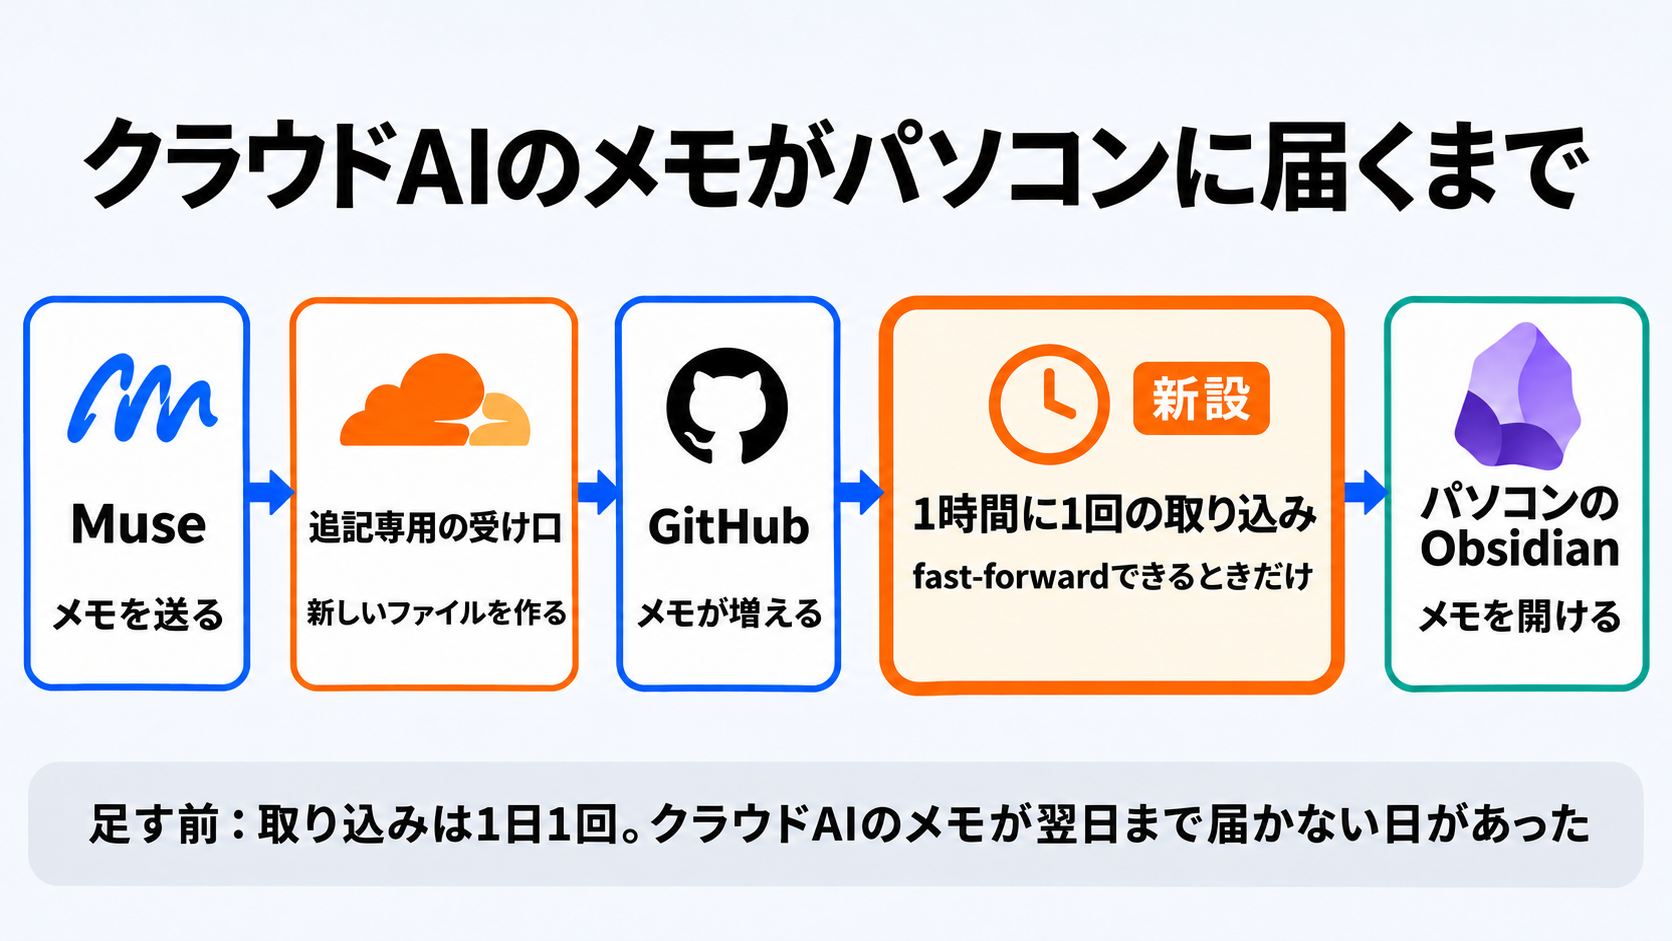 クラウドAIのメモがパソコンに届くまで
Muse
メモを送る
追記専用の受け口
新しいファイルを作る
GitHub
メモが増える
新設
1時間に1回の取り込み
fast-forwardできるときだけ
パソコンの
Obsidian
メモを開ける
足す前：取り込みは1日1回。クラウドAIのメモが翌日まで届かない日があった